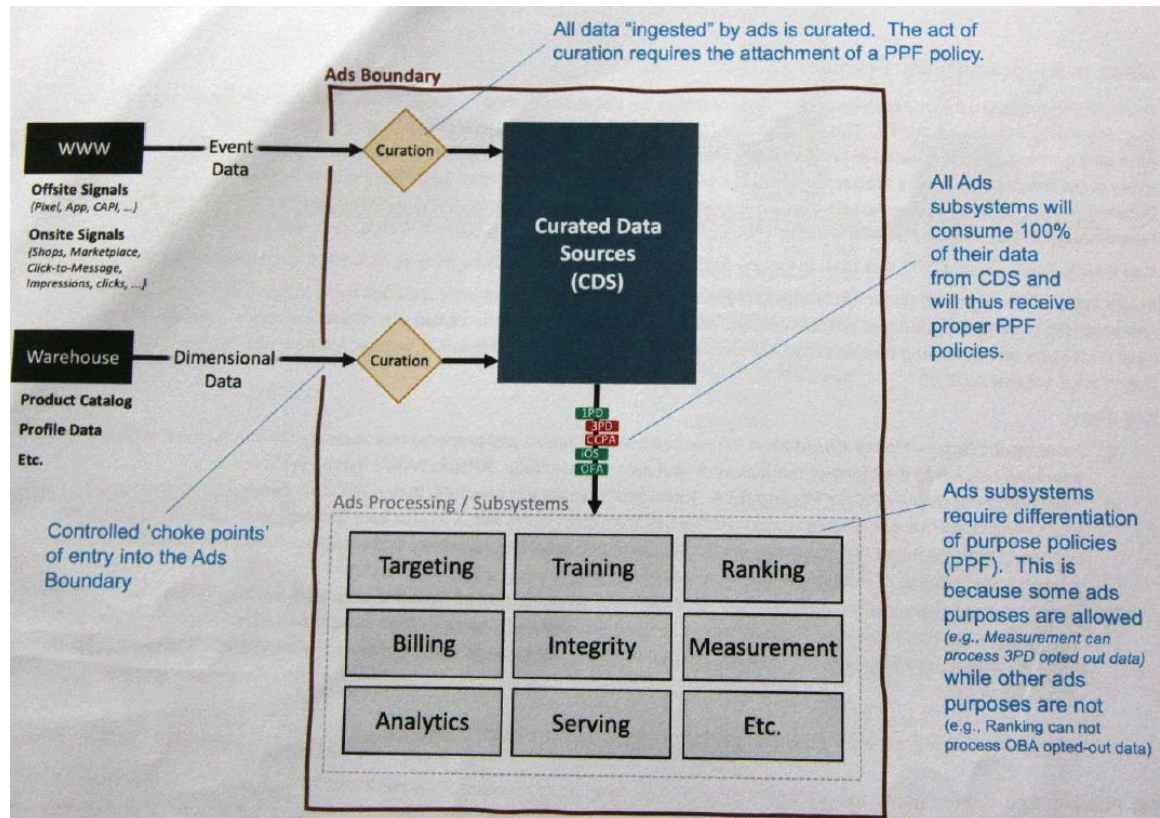 All data “ingested” by ads is curated. The act of
curation requires the attachment of a PPF policy.
Ads Boundary
WWW
Event
Data
Curation
Offsite Signals
(Pixel, App, CAPI, ...}
Onsite Signals
{Shops, Marketplace,
Click-to-Message,
Impressions, clicks, ...}
Curated Data
Sources
(CDS)
All Ads
subsystems will
consume 100%
of their data
from CDS and
will thus receive
proper PPF
policies.
Warehouse
Dimensional
Data
Curation
Product Catalog
Profile Data
Etc.
1PD
3PD
CCPA
iOS
OFA
Controlled ‘choke points’
of entry into the Ads
Boundary
Ads Processing / Subsystems
Targeting
Training
Ranking
Billing
Integrity
Measurement
Analytics
Serving
Etc.
Ads subsystems
require differentiation
of purpose policies
(PPF). This is
because some ads
purposes are allowed
(e.g., Measurement can
process 3PD opted out data)
while other ads
purposes are not
(e.g., Ranking can not
process OBA opted-out data)